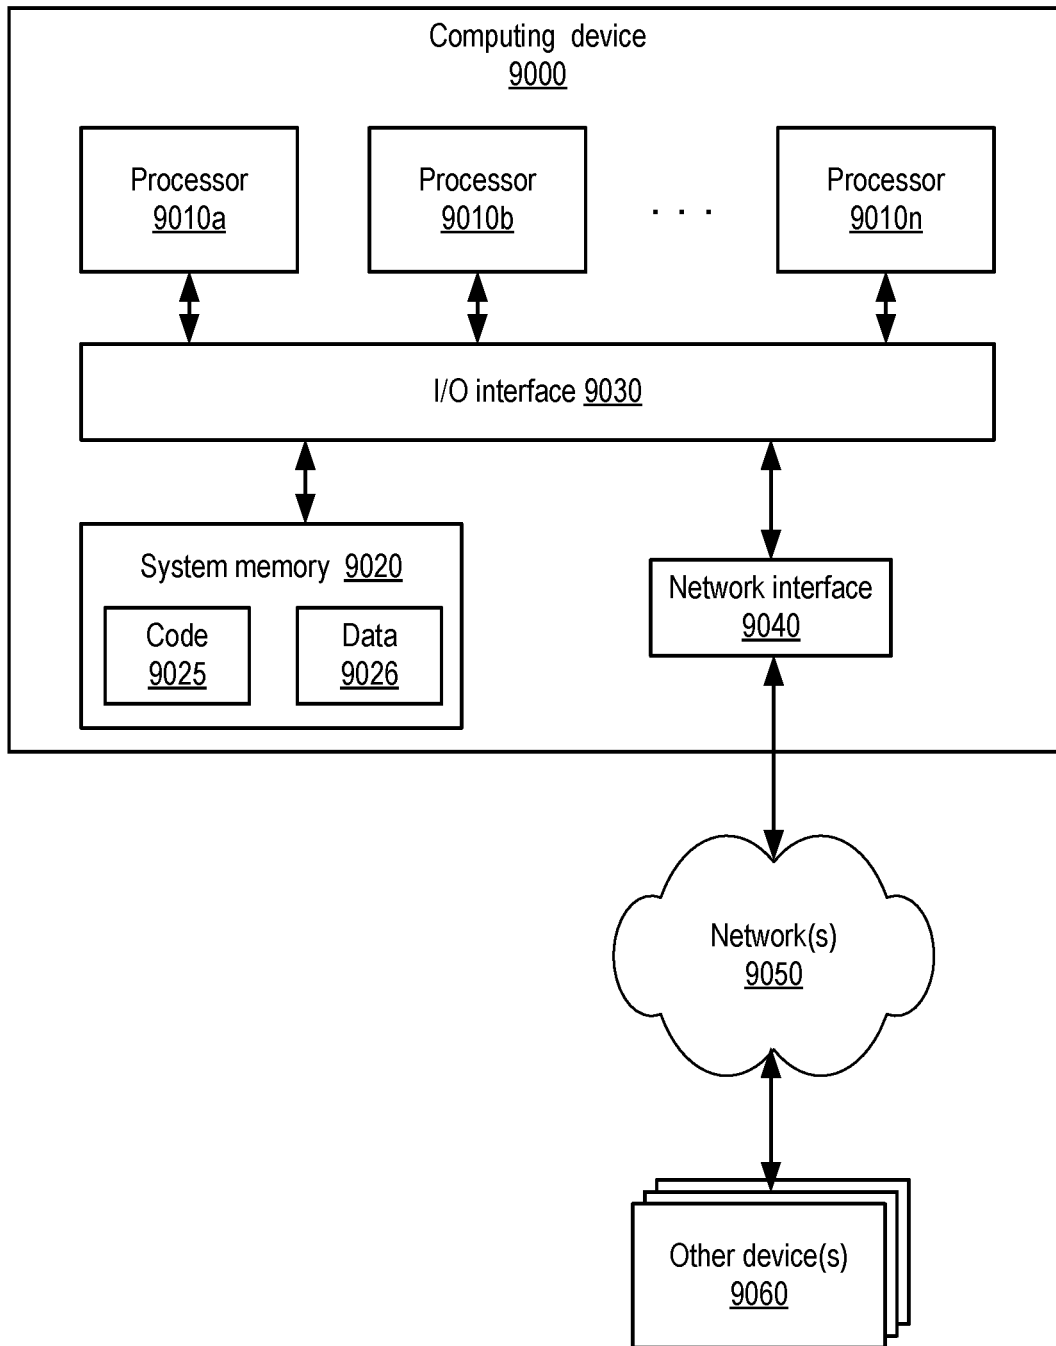 Computing device
9000
Processor
9010a
Processor
9010b
. . .
Processor
9010n
I/O interface 9030
System memory 9020
Code
9025
Data
9026
Network interface
9040
Network(s)
9050
Other device(s)
9060